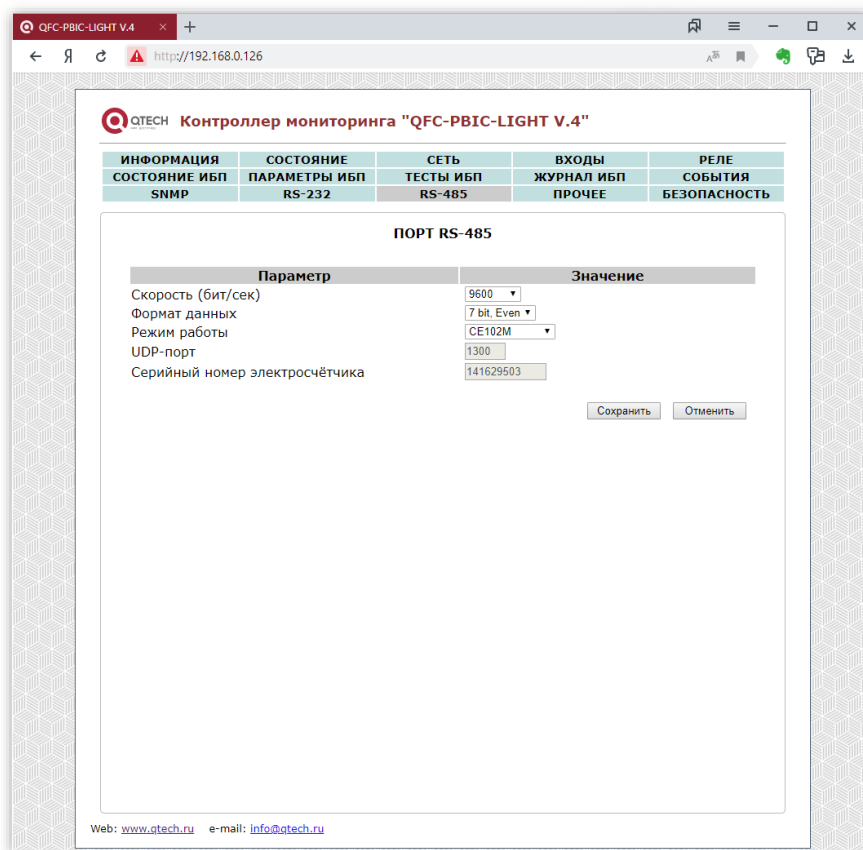 QFC-PBIC-LIGHT V.4
http://192.168.0.126
QTECH Контроллер мониторинга "QFC-PBIC-LIGHT V.4"
ИНФОРМАЦИЯ СОСТОЯНИЕ СЕТЬ ВХОДЫ РЕЛЕ
СОСТОЯНИЕ ИБП ПАРАМЕТРЫ ИБП ТЕСТЫ ИБП ЖУРНАЛ ИБП СОБЫТИЯ
SNMP RS-232 RS-485 ПРОЧЕЕ БЕЗОПАСНОСТЬ
ПОРТ RS-485
Параметр Значение
Скорость (бит/сек) 9600
Формат данных 7 bit, Even
Режим работы CE102M
UDP-порт 1300
Серийный номер электросчётчика 141629503
Сохранить Отменить
Web: www.qtech.ru e-mail: info@qtech.ru